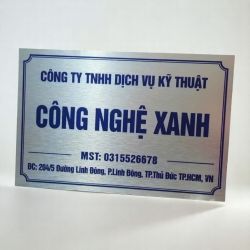 CÔNG TY TNHH DỊCH VỤ KỸ THUẬT
CÔNG NGHỆ XANH
MST: 0315526678
ĐC: 204/5 Đường Linh Đông, P.Linh Đông, TP.Thủ Đức TP.HCM, VN